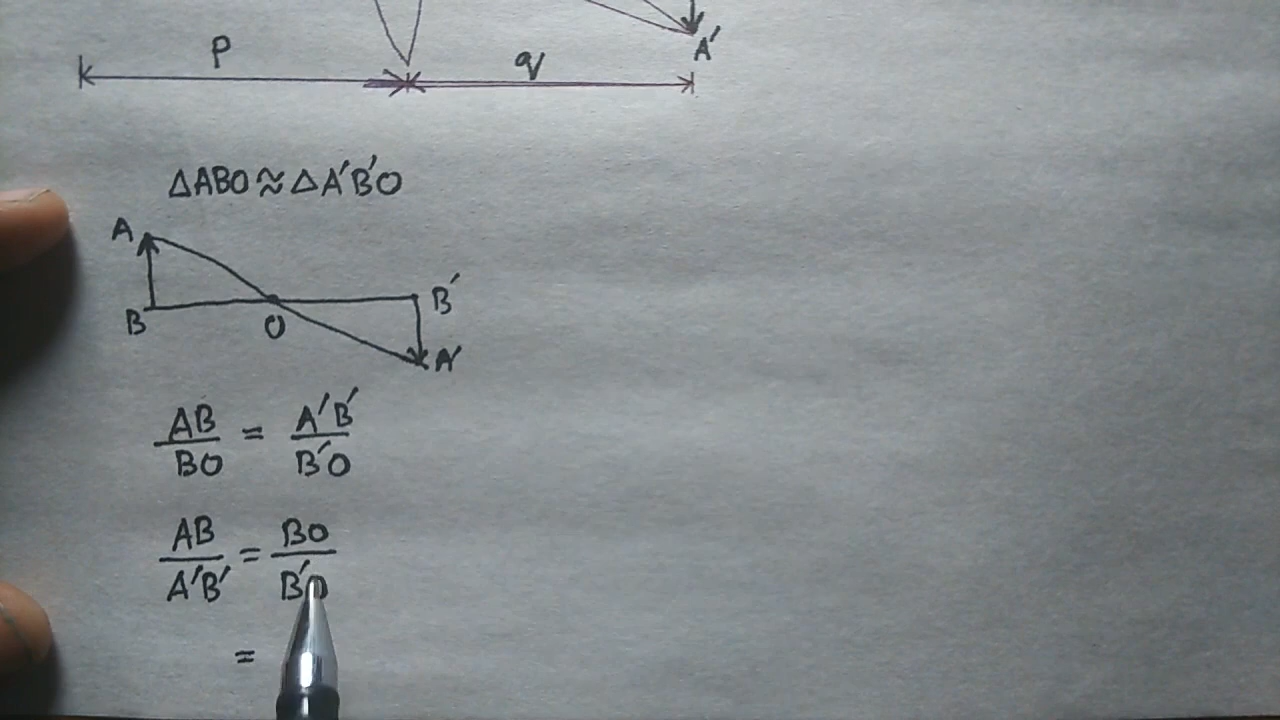 A'
P q
ΔABO ≈ ΔA'B'O
A
B'
B
O
A'
AB/BO = A'B'/B'O
AB/A'B' = BO/B'O
=